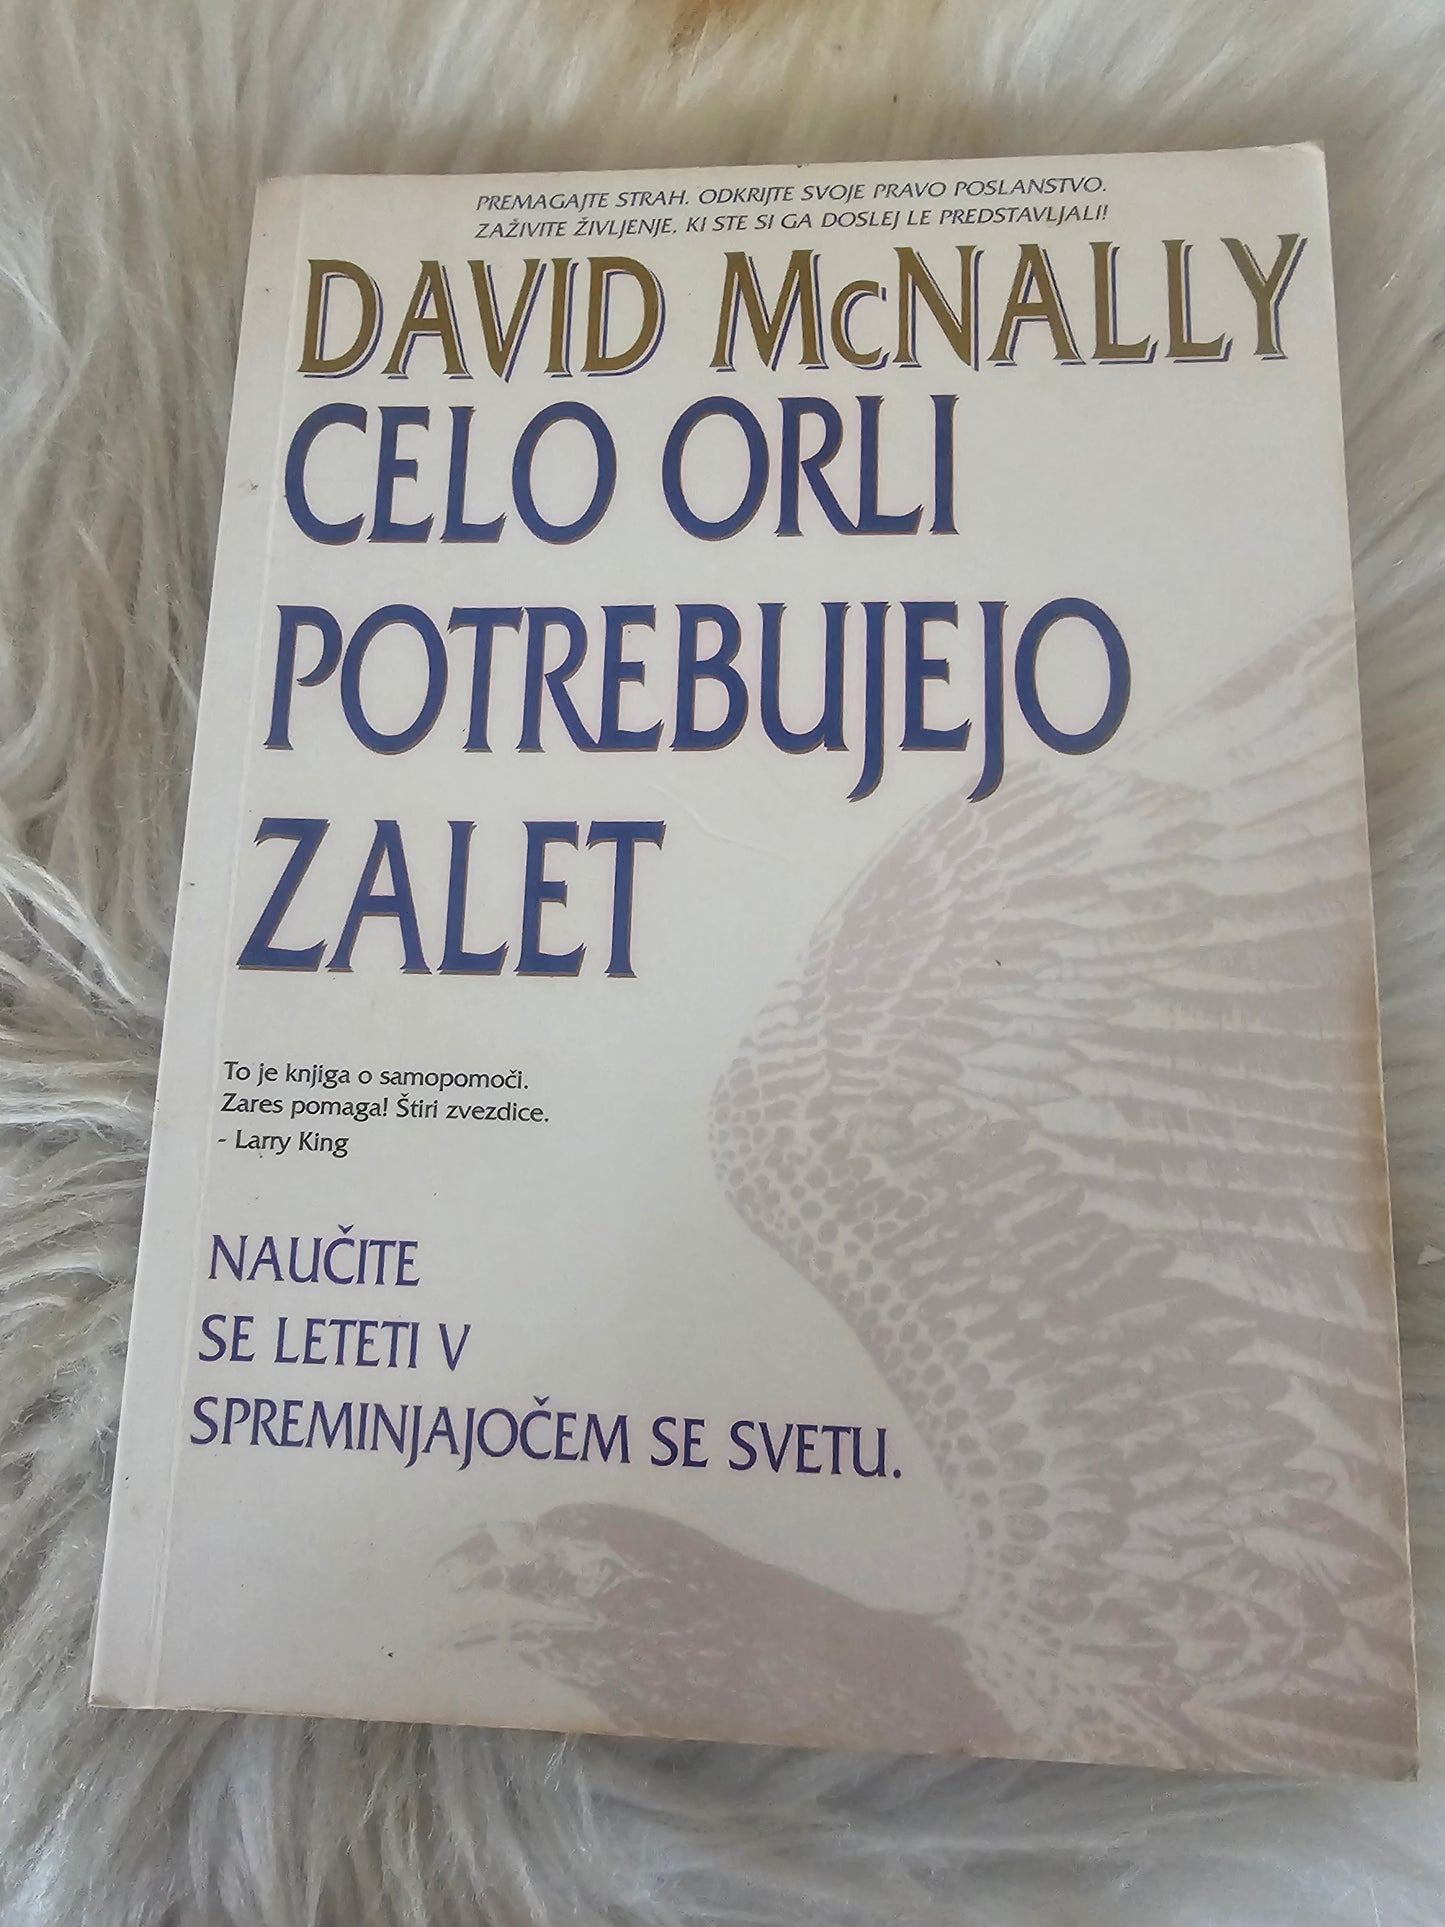 PREMAGAJTE STRAH. ODKRIJTE SVOJE PRAVO POSLANSTVO.
ZAŽIVITE ŽIVLJENJE, KI STE SI GA DOSLEJ LE PREDSTAVLJALI!
DAVID McNALLY
CELO ORLI
POTREBUJEJO
ZALET
To je knjiga o samopomoči.
Zares pomaga! Štiri zvezdice.
- Larry King
NAUČITE
SE LETETI V
SPREMINJAJOČEM SE SVETU.